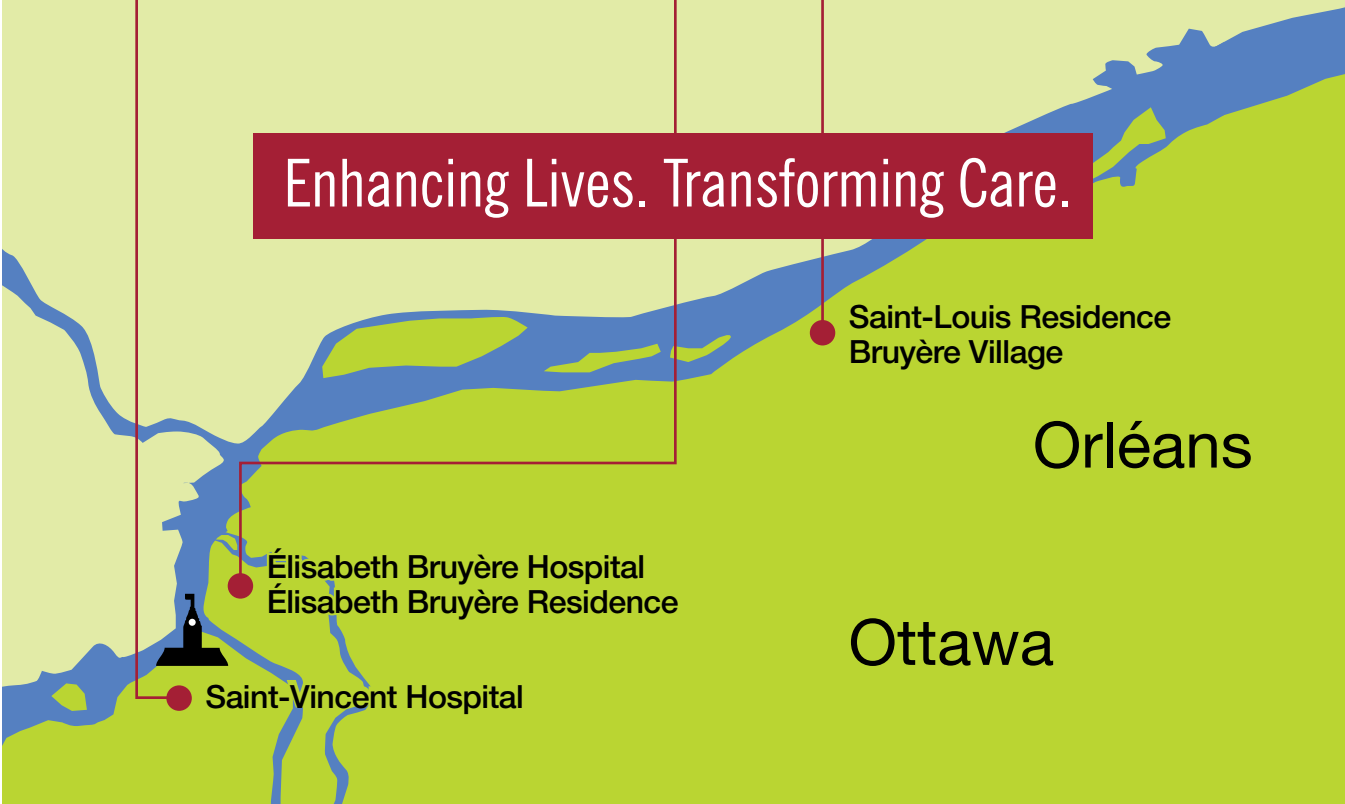 Enhancing Lives. Transforming Care.
Saint-Louis Residence
Bruyère Village
Orléans
Élisabeth Bruyère Hospital
Élisabeth Bruyère Residence
Ottawa
Saint-Vincent Hospital